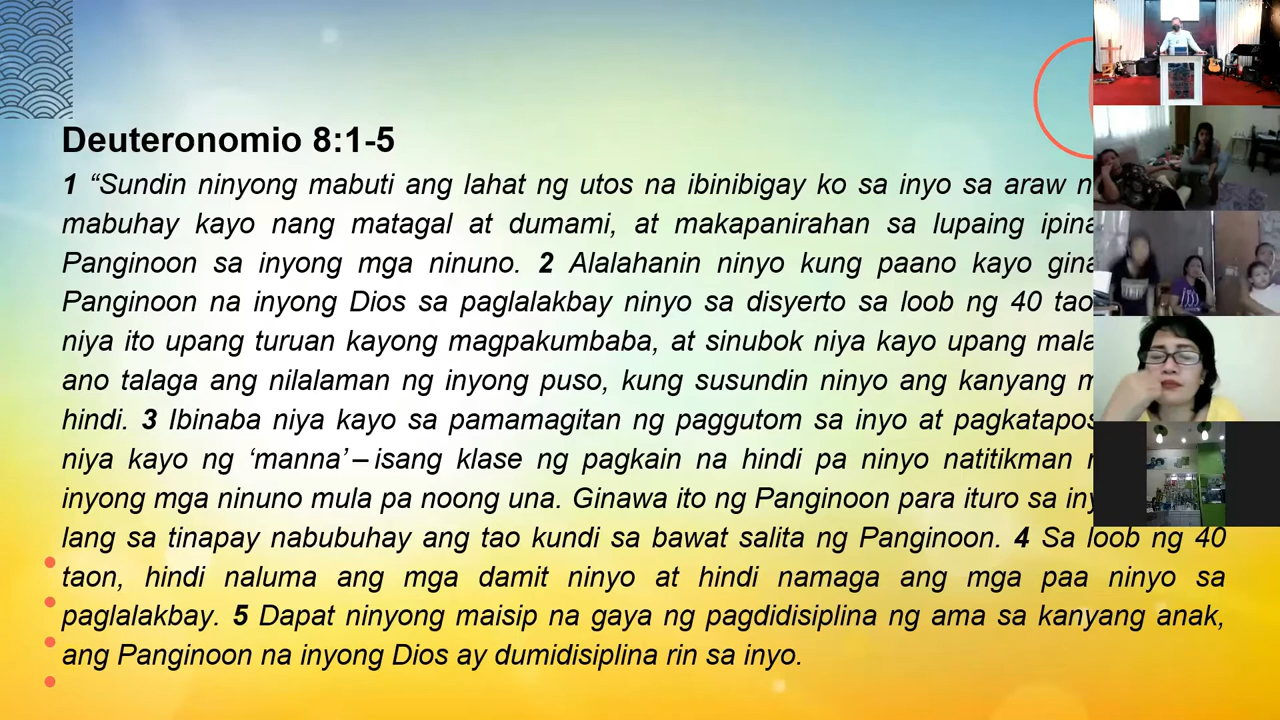 Deuteronomio 8:1-5
1 “Sundin ninyong mabuti ang lahat ng utos na ibinibigay ko sa inyo sa araw
mabuhay kayo nang matagal at dumami, at makapanirahan sa lupaing
Panginoon sa inyong mga ninuno. 2 Alalahanin ninyo kung paano kayo
Panginoon na inyong Dios sa paglalakbay ninyo sa disyerto sa loob ng 40
niya ito upang turuan kayong magpakumbaba, at sinubok niya kayo upang
ano talaga ang nilalaman ng inyong puso, kung susundin ninyo ang kanyang
hindi. 3 Ibinaba niya kayo sa pamamagitan ng paggutom sa inyo at pagkatapos
niya kayo ng ‘manna’ – isang klase ng pagkain na hindi pa ninyo natitikman
inyong mga ninuno mula pa noong una. Ginawa ito ng Panginoon para ituro sa
lang sa tinapay nabubuhay ang tao kundi sa bawat salita ng Panginoon. 4 Sa loob ng 40
taon, hindi naluma ang mga damit ninyo at hindi namaga ang mga paa ninyo sa
paglalakbay. 5 Dapat ninyong maisip na gaya ng pagdidisiplina ng ama sa kanyang anak,
ang Panginoon na inyong Dios ay dumidisiplina rin sa inyo.